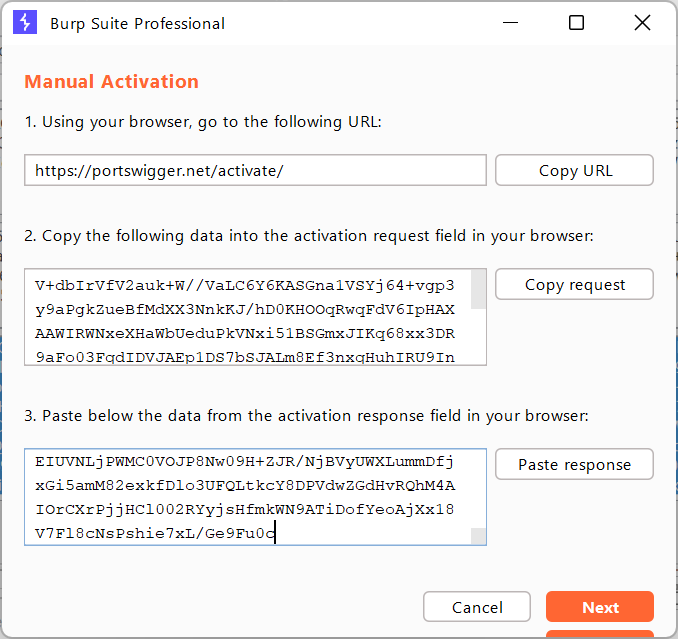 Burp Suite Professional
Manual Activation
1. Using your browser, go to the following URL:
https://portswigger.net/activate/
Copy URL
2. Copy the following data into the activation request field in your browser:
V+dbIrVfV2auk+W//VaLC6Y6KASGna1VSYj64+vgp3
y9aPgkZueBfMdXX3NnkKJ/hD0KHOOqRwqFdV6IpHAX
AAWIRWNxeXHaWbUeduPkVNxi51BSGmxJIKq68xx3DR
9aFo03FqdIDVJAEp1DS7bSJALm8Ef3nxqHuhIRU9In
Copy request
3. Paste below the data from the activation response field in your browser:
EIUVNLjPWMC0VOJP8Nw09H+ZJR/NjBVyUWXLummDfj
xGi5amM82exkfDlo3UFQLtkcY8DPVdwZGdHvRQhM4A
IOrCXrPjjHCl002RYyjsHfmkWN9ATiDofYeoAjXx18
V7Fl8cNsPshie7xL/Ge9Fu0c
Paste response
Cancel
Next